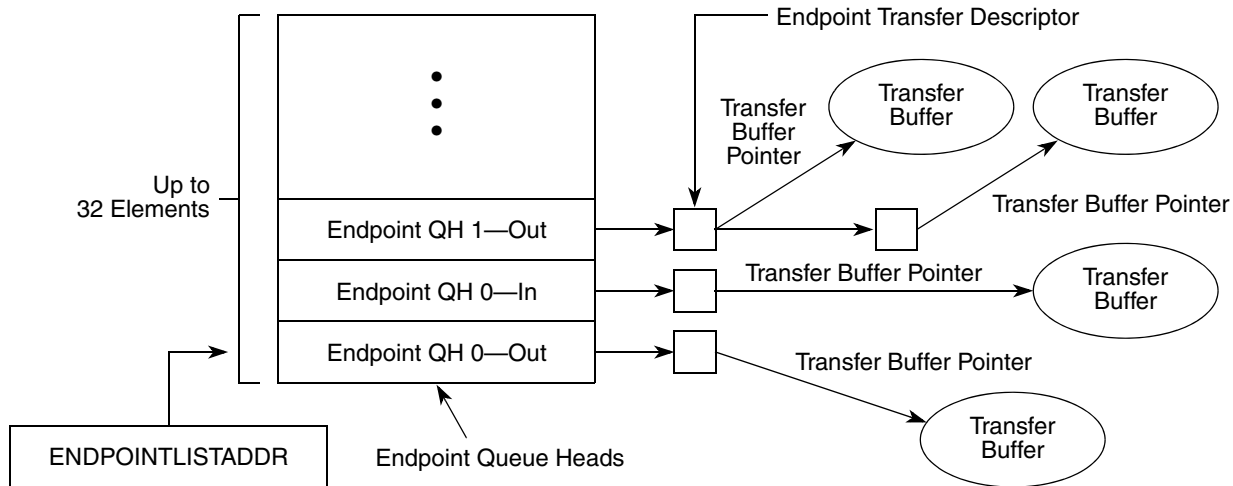 Endpoint Transfer Descriptor
Transfer
Buffer
Transfer
Buffer
Transfer
Buffer
Pointer
Up to
32 Elements
Transfer Buffer Pointer
Endpoint QH 1—Out
Transfer Buffer Pointer
Endpoint QH 0—In
Transfer
Buffer
Endpoint QH 0—Out
Transfer Buffer Pointer
Transfer
Buffer
ENDPOINTLISTADDR
Endpoint Queue Heads